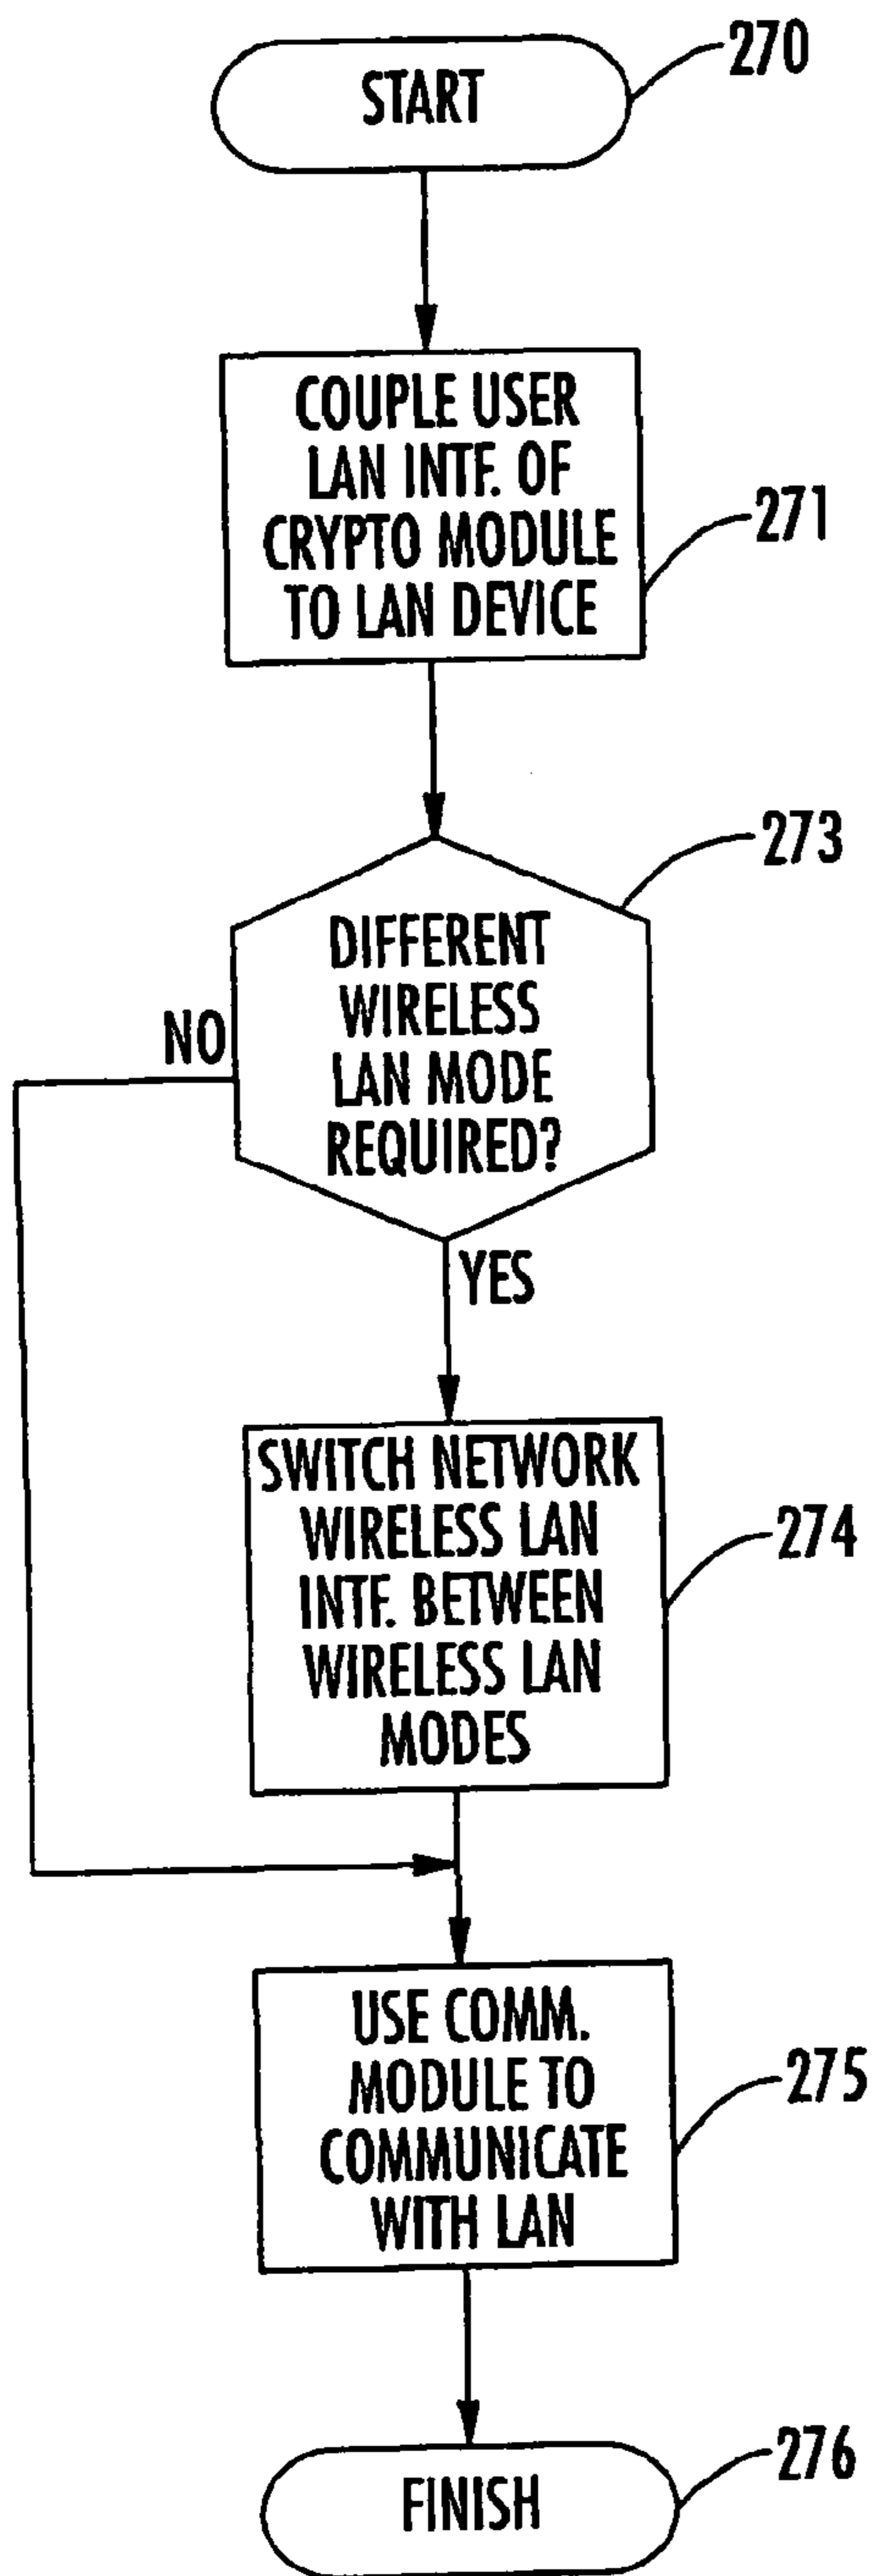 START
270
COUPLE USER
LAN INTF. OF
CRYPTO MODULE
TO LAN DEVICE
271
DIFFERENT
WIRELESS
LAN MODE
REQUIRED?
273
NO
YES
SWITCH NETWORK
WIRELESS LAN
INTF. BETWEEN
WIRELESS LAN
MODES
274
USE COMM.
MODULE TO
COMMUNICATE
WITH LAN
275
FINISH
276